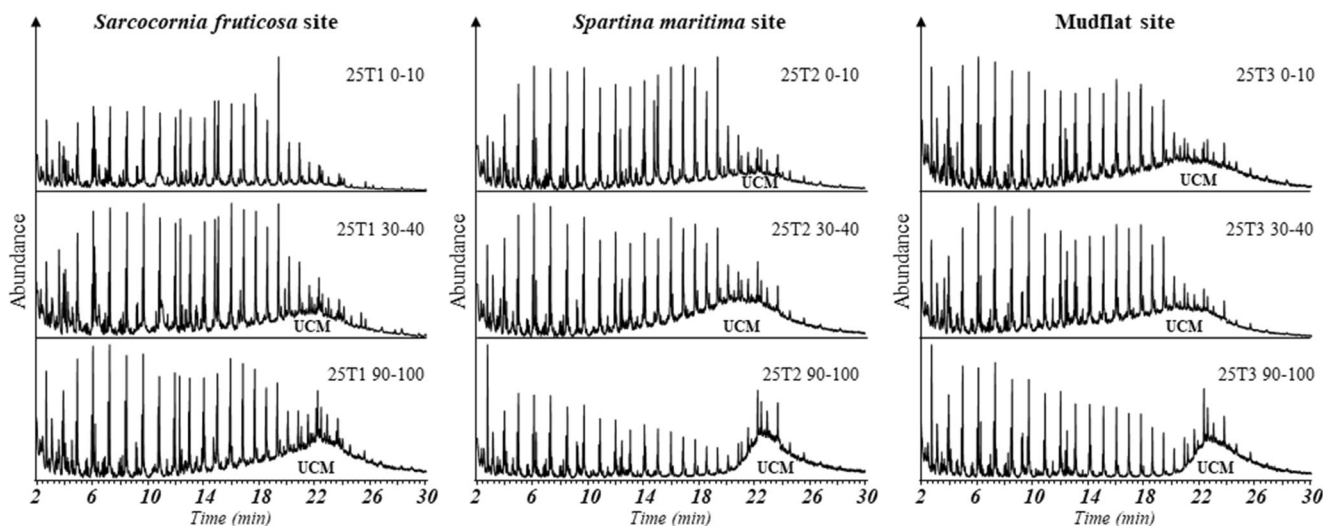 Sarcocornia fruticosa site
Spartina maritima site
Mudflat site
25T1 0-10
25T2 0-10
25T3 0-10
UCM
UCM
Abundance
25T1 30-40
Abundance
25T2 30-40
25T3 30-40
UCM
UCM
UCM
25T1 90-100
25T2 90-100
25T3 90-100
UCM
UCM
UCM
2 6 10 14 18 22 26 30
2 6 10 14 18 22 26 30
2 6 10 14 18 22 26 30
Time (min)
Time (min)
Time (min)